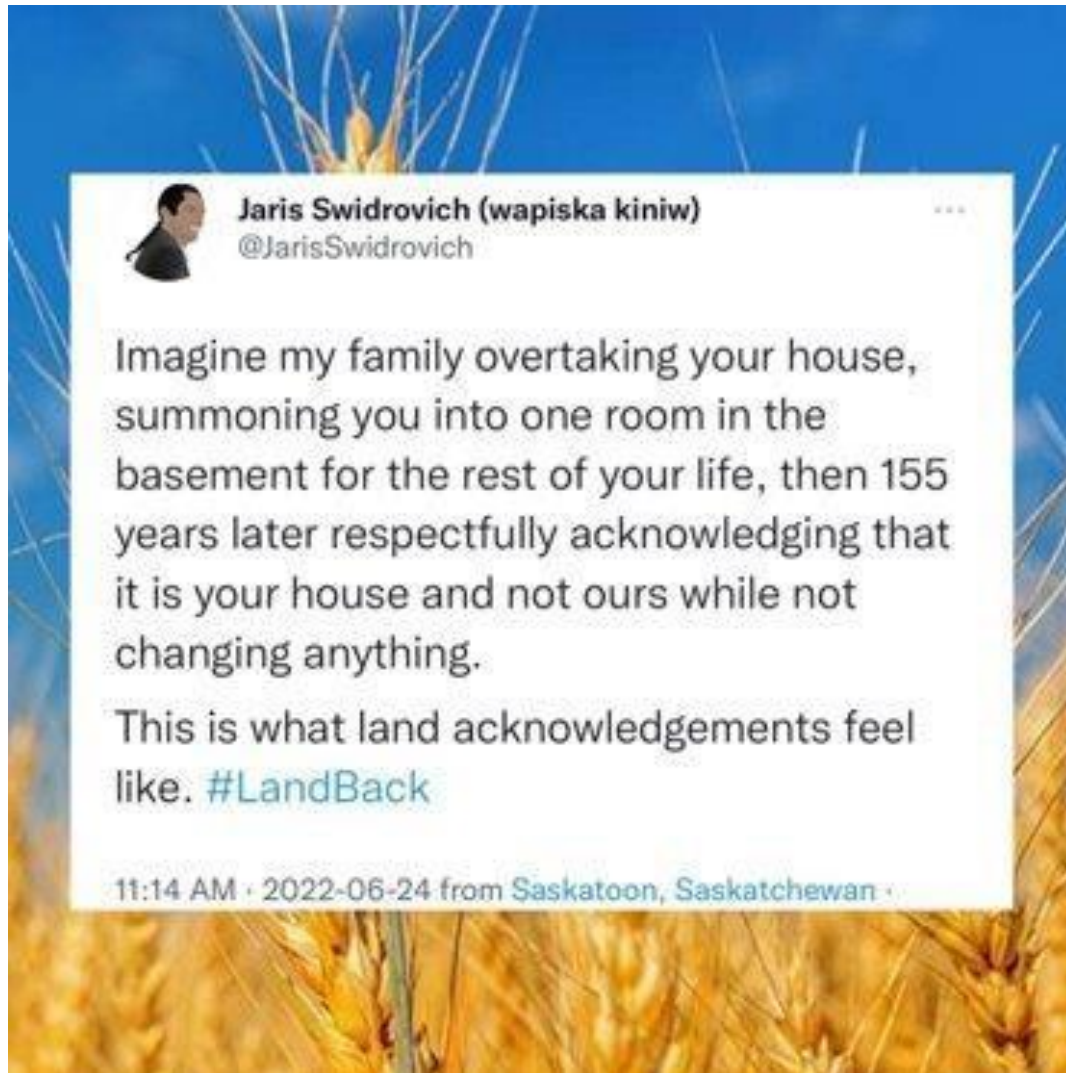 Jaris Swidrovich (wapiska kiniw)
@JarisSwidrovich
Imagine my family overtaking your house,
summoning you into one room in the
basement for the rest of your life, then 155
years later respectfully acknowledging that
it is your house and not ours while not
changing anything.
This is what land acknowledgements feel
like. #LandBack
11:14 AM · 2022-06-24 from Saskatoon, Saskatchewan ·